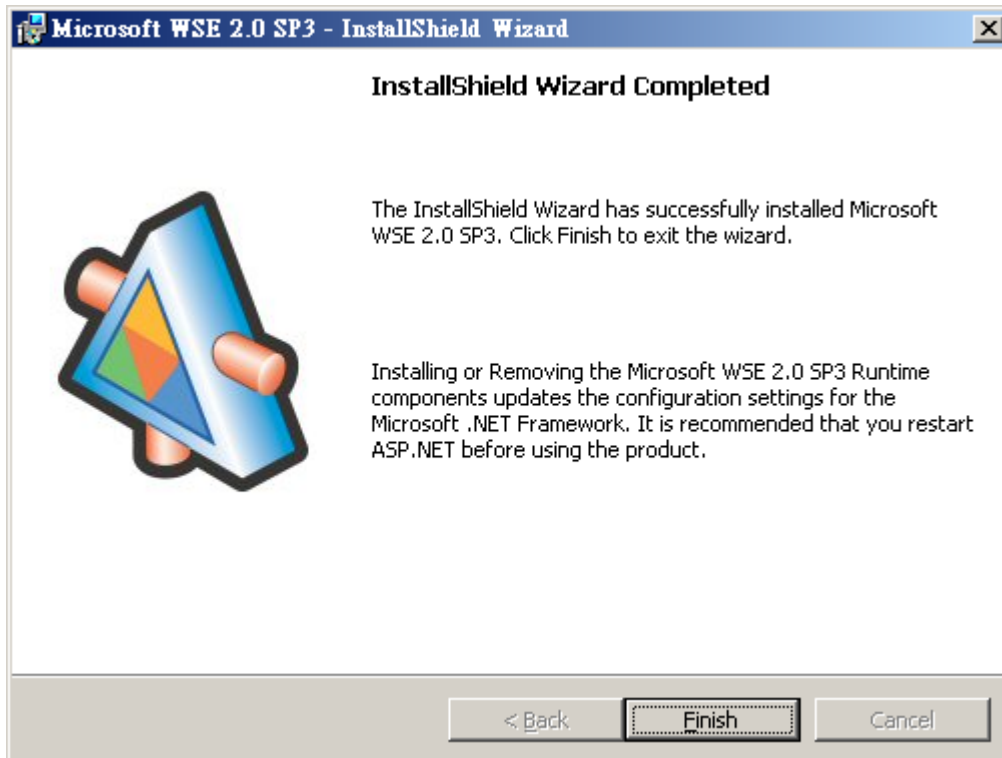 Microsoft WSE 2.0 SP3 - InstallShield Wizard
InstallShield Wizard Completed
The InstallShield Wizard has successfully installed Microsoft
WSE 2.0 SP3. Click Finish to exit the wizard.
Installing or Removing the Microsoft WSE 2.0 SP3 Runtime
components updates the configuration settings for the
Microsoft .NET Framework. It is recommended that you restart
ASP.NET before using the product.
< Back Finish Cancel